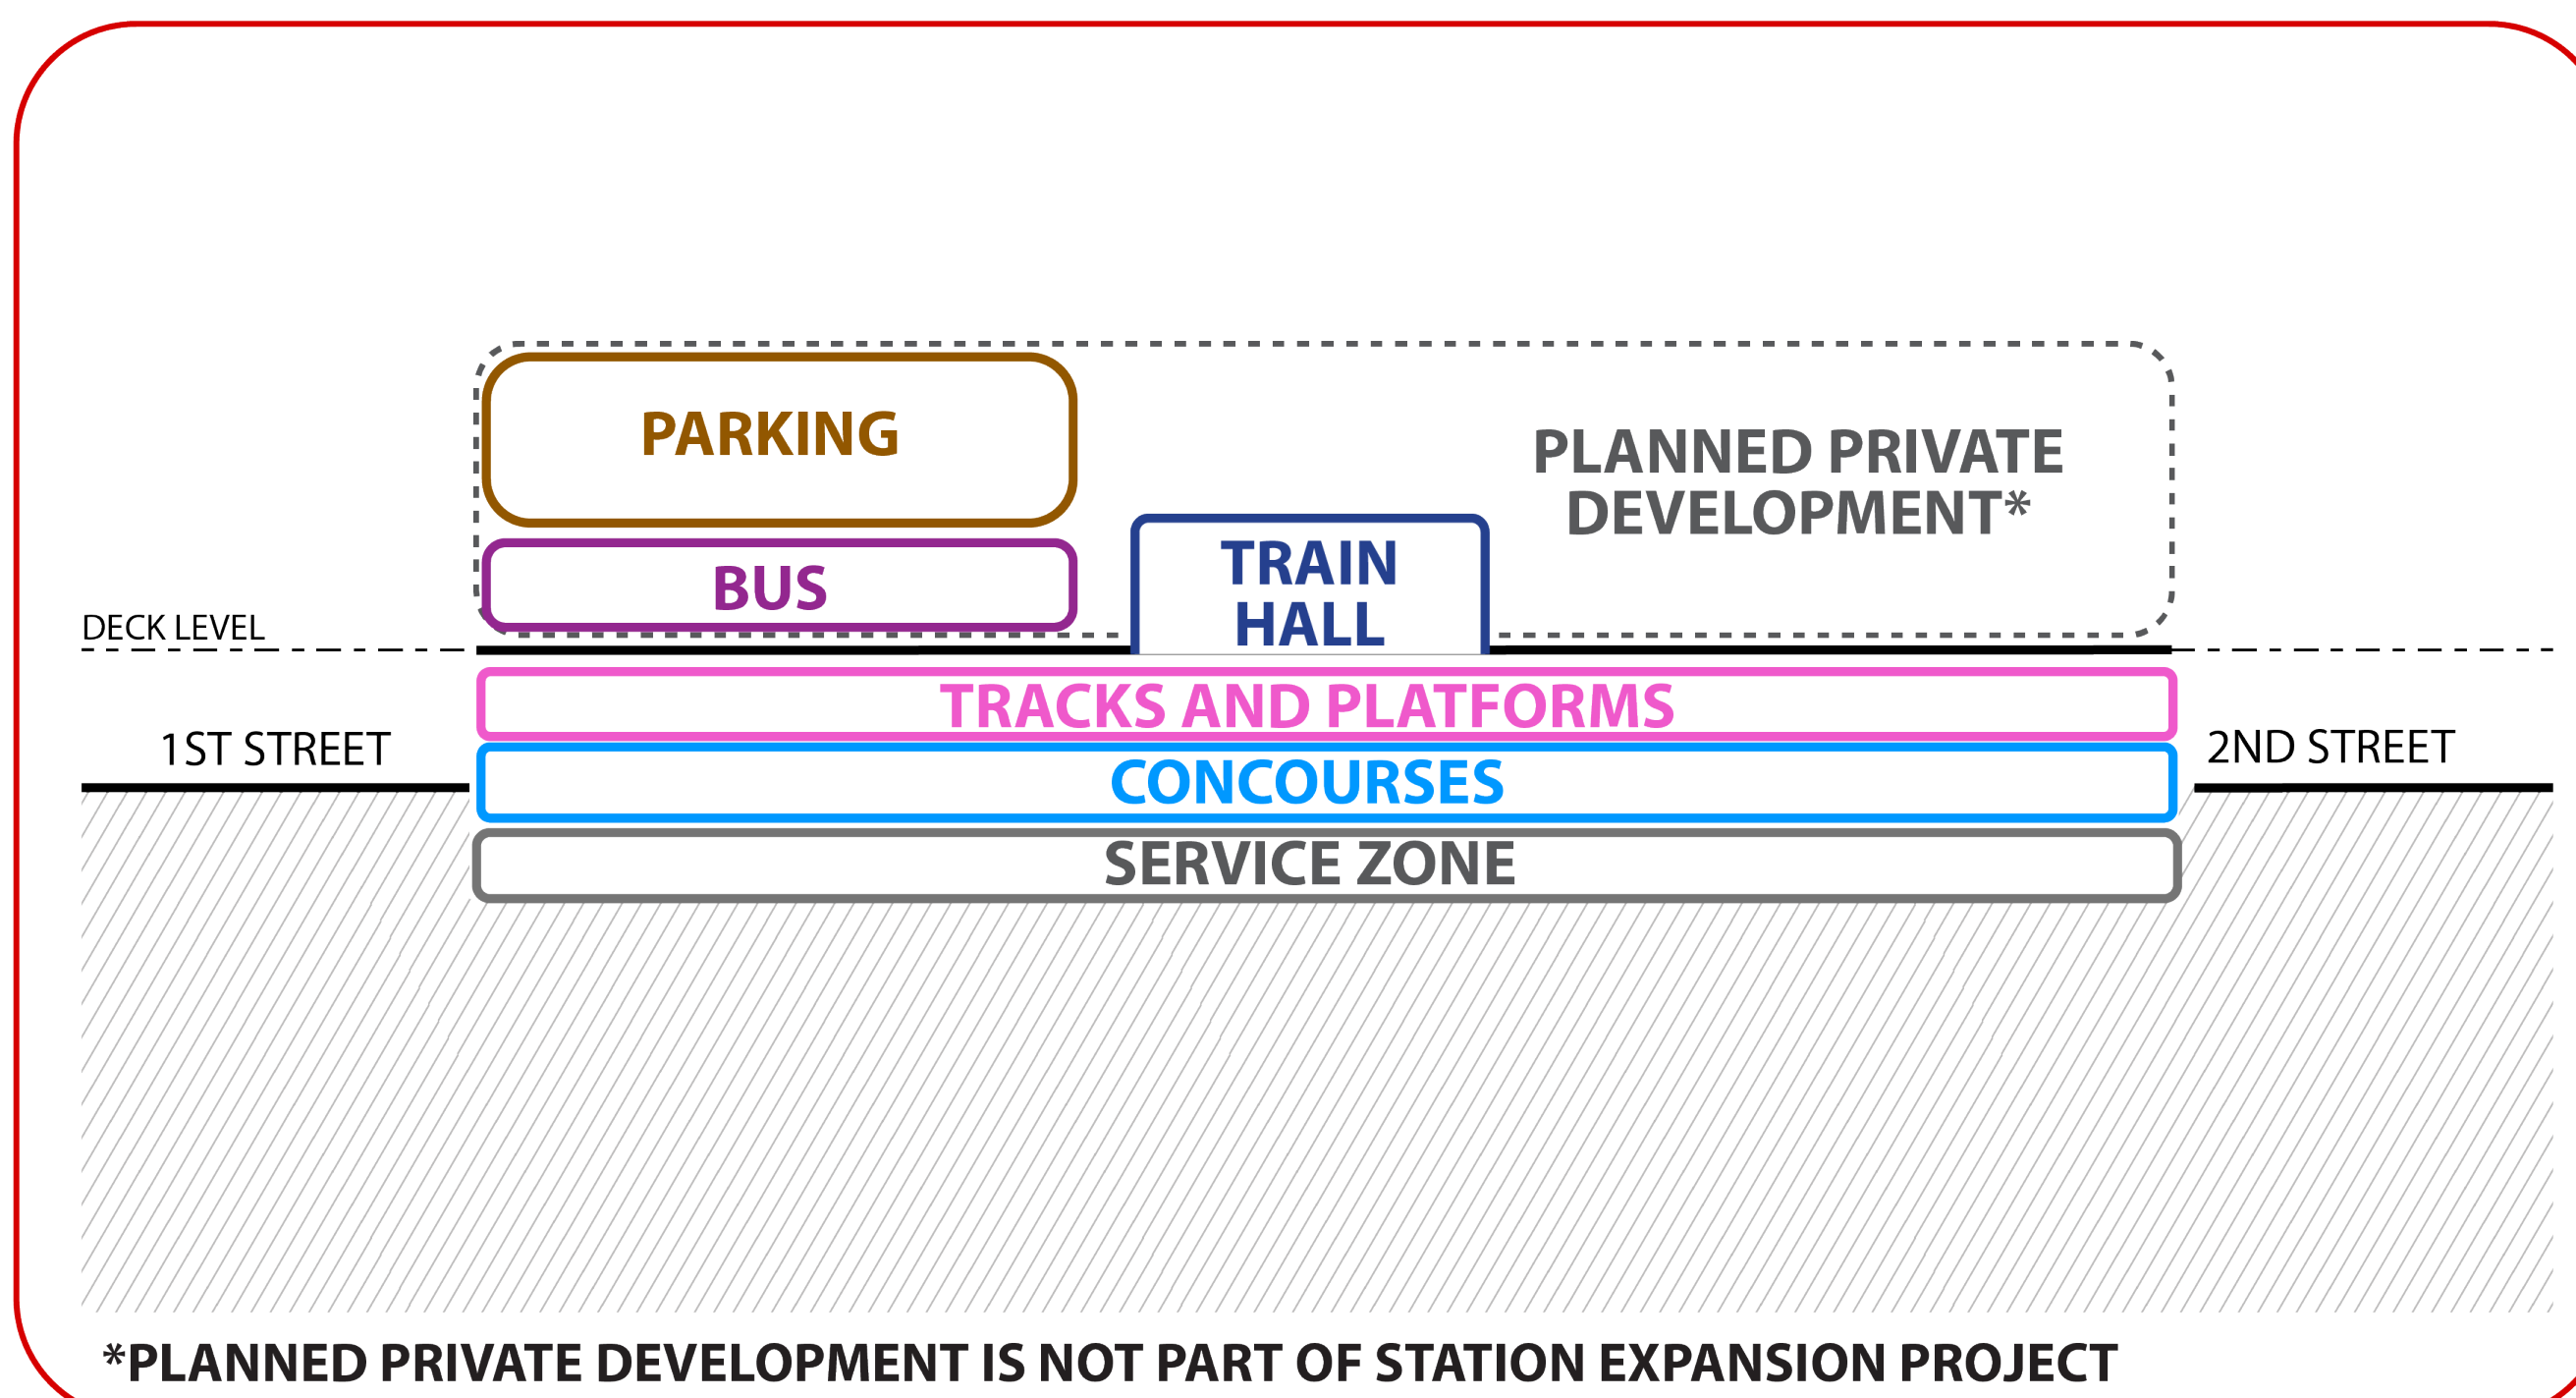 PARKING
PLANNED PRIVATE
DEVELOPMENT*
BUS
TRAIN
HALL
DECK LEVEL
TRACKS AND PLATFORMS
1ST STREET
2ND STREET
CONCOURSES
SERVICE ZONE
*PLANNED PRIVATE DEVELOPMENT IS NOT PART OF STATION EXPANSION PROJECT